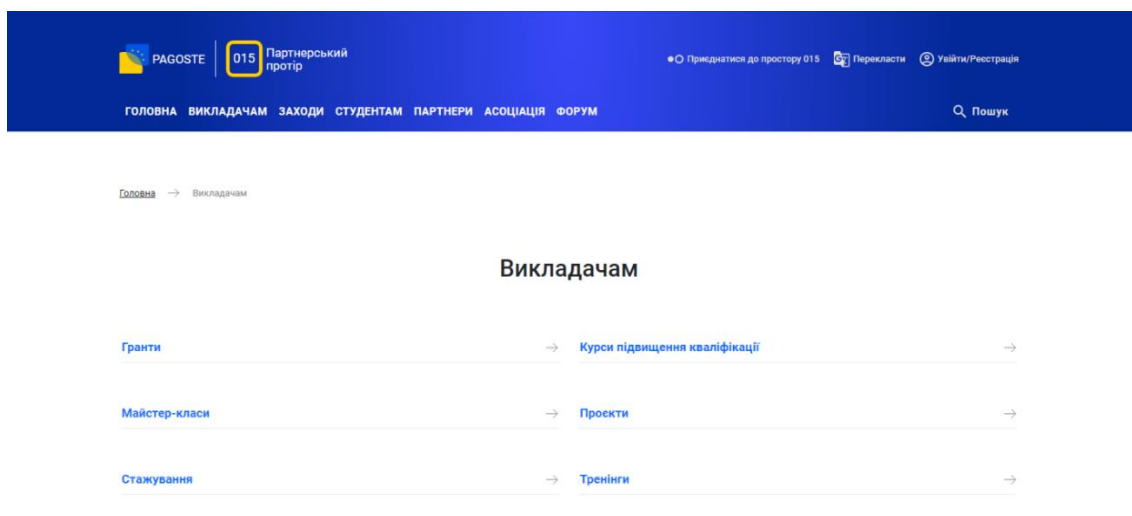 PAGOSTE
015
Партнерський
протір
Приєднатися до простору 015
Перекласти
Увійти/Реєстрація
ГОЛОВНА ВИКЛАДАЧАМ ЗАХОДИ СТУДЕНТАМ ПАРТНЕРИ АСОЦІАЦІЯ ФОРУМ
Пошук
Головна → Викладачам
Викладачам
Гранти →
Курси підвищення кваліфікації →
Майстер-класи →
Проєкти →
Стажування →
Тренінги →